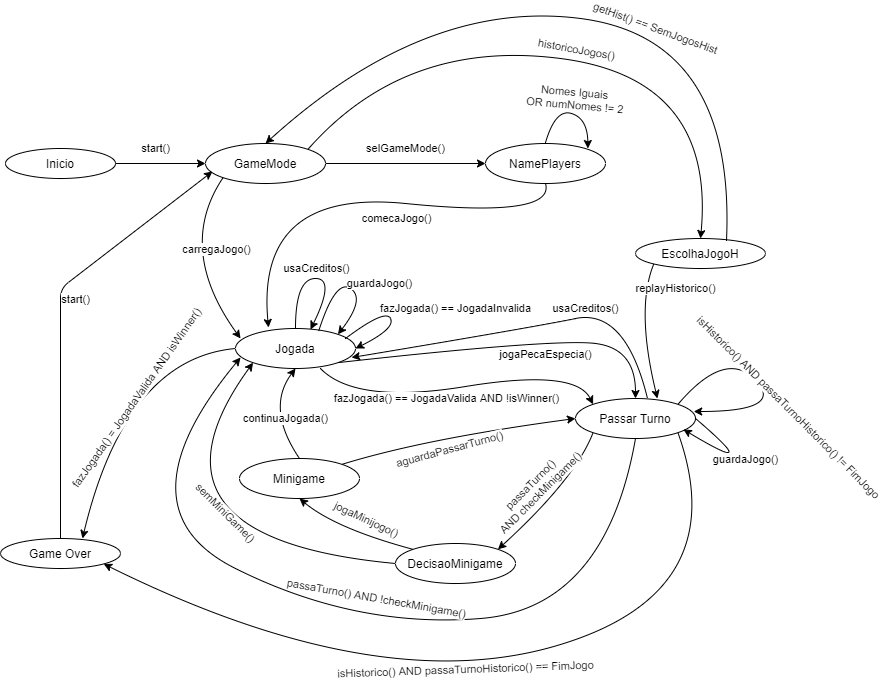 getHist() == SemJogosHist
historicoJogos()
Nomes Iguais
OR numNomes != 2
start()
selGameMode()
Inicio
GameMode
NamePlayers
comecaJogo()
carregaJogo()
EscolhaJogoH
usaCreditos()
guardaJogo()
replayHistorico()
start()
fazJogada() == JogadaInvalida
usaCreditos()
isHistorico() AND passaTurnoHistorico() != FimJogo
fazJogada() = JogadaValida AND isWinner()
Jogada
jogaPecaEspecia()
fazJogada() == JogadaValida AND !isWinner()
continuaJogada()
Passar Turno
aguardaPassarTurno()
guardaJogo()
Minigame
passaTurno()
AND checkMinigame()
semMiniGame()
jogaMinijogo()
Game Over
DecisaoMinigame
passaTurno() AND !checkMinigame()
isHistorico() AND passaTurnoHistorico() == FimJogo